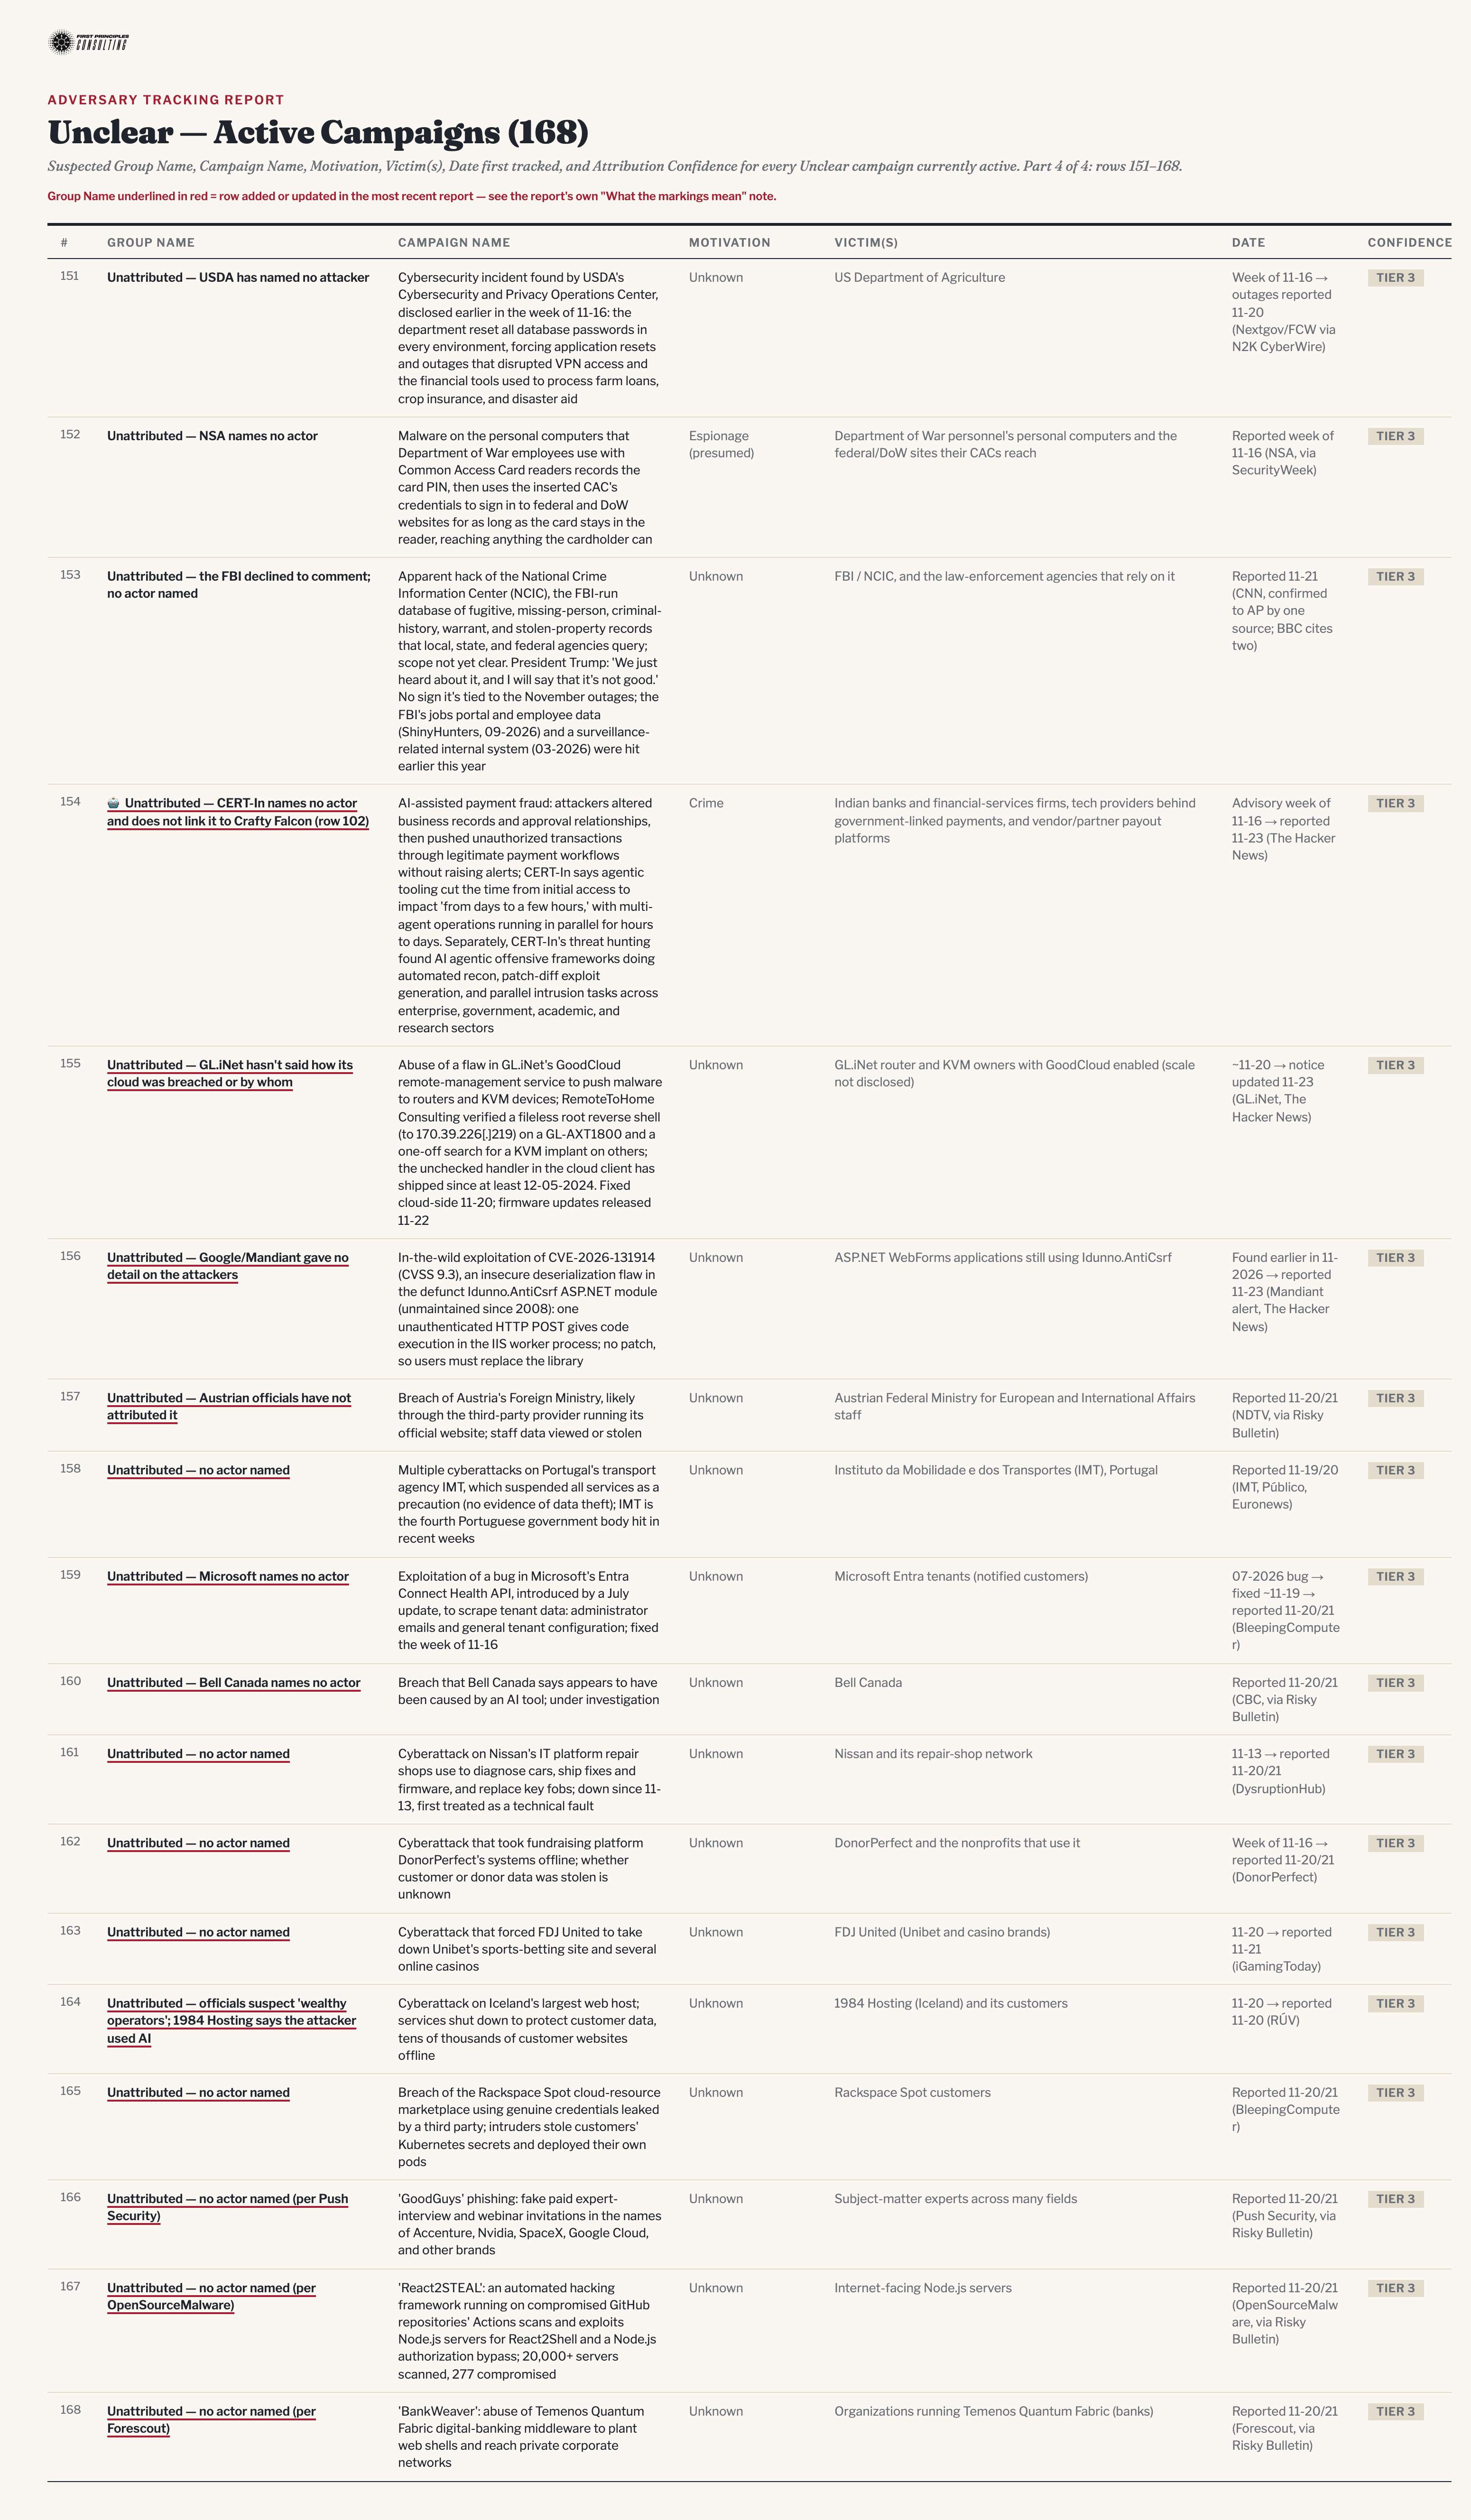 FIRST PRINCIPLES
CONSULTING
ADVERSARY TRACKING REPORT
Unclear — Active Campaigns (168)
Suspected Group Name, Campaign Name, Motivation, Victim(s), Date first tracked, and Attribution Confidence for every Unclear campaign currently active. Part 4 of 4: rows 151–168.
Group Name underlined in red = row added or updated in the most recent report — see the report's own "What the markings mean" note.
# GROUP NAME CAMPAIGN NAME MOTIVATION VICTIM(S) DATE CONFIDENCE
151
Unattributed — USDA has named no attacker
Cybersecurity incident found by USDA's
Cybersecurity and Privacy Operations Center,
disclosed earlier in the week of 11-16: the
department reset all database passwords in
every environment, forcing application resets
and outages that disrupted VPN access and
the financial tools used to process farm loans,
crop insurance, and disaster aid
Unknown
US Department of Agriculture
Week of 11-16 →
outages reported
11-20
(Nextgov/FCW via
N2K CyberWire)
TIER 3
152
Unattributed — NSA names no actor
Malware on the personal computers that
Department of War employees use with
Common Access Card readers records the
card PIN, then uses the inserted CAC's
credentials to sign in to federal and DoW
websites for as long as the card stays in the
reader, reaching anything the cardholder can
Espionage
(presumed)
Department of War personnel's personal computers and the
federal/DoW sites their CACs reach
Reported week of
11-16 (NSA, via
SecurityWeek)
TIER 3
153
Unattributed — the FBI declined to comment;
no actor named
Apparent hack of the National Crime
Information Center (NCIC), the FBI-run
database of fugitive, missing-person, criminal-
history, warrant, and stolen-property records
that local, state, and federal agencies query;
scope not yet clear. President Trump: 'We just
heard about it, and I will say that it's not good.'
No sign it's tied to the November outages; the
FBI's jobs portal and employee data
(ShinyHunters, 09-2026) and a surveillance-
related internal system (03-2026) were hit
earlier this year
Unknown
FBI / NCIC, and the law-enforcement agencies that rely on it
Reported 11-21
(CNN, confirmed
to AP by one
source; BBC cites
two)
TIER 3
154
Unattributed — CERT-In names no actor
and does not link it to Crafty Falcon (row 102)
AI-assisted payment fraud: attackers altered
business records and approval relationships,
then pushed unauthorized transactions
through legitimate payment workflows
without raising alerts; CERT-In says agentic
tooling cut the time from initial access to
impact 'from days to a few hours,' with multi-
agent operations running in parallel for hours
to days. Separately, CERT-In's threat hunting
found AI agentic offensive frameworks doing
automated recon, patch-diff exploit
generation, and parallel intrusion tasks across
enterprise, government, academic, and
research sectors
Crime
Indian banks and financial-services firms, tech providers behind
government-linked payments, and vendor/partner payout
platforms
Advisory week of
11-16 → reported
11-23 (The Hacker
News)
TIER 3
155
Unattributed — GL.iNet hasn't said how its
cloud was breached or by whom
Abuse of a flaw in GL.iNet's GoodCloud
remote-management service to push malware
to routers and KVM devices; RemoteToHome
Consulting verified a fileless root reverse shell
(to 170.39.226[.]219) on a GL-AXT1800 and a
one-off search for a KVM implant on others;
the unchecked handler in the cloud client has
shipped since at least 12-05-2024. Fixed
cloud-side 11-20; firmware updates released
11-22
Unknown
GL.iNet router and KVM owners with GoodCloud enabled (scale
not disclosed)
~11-20 → notice
updated 11-23
(GL.iNet, The
Hacker News)
TIER 3
156
Unattributed — Google/Mandiant gave no
detail on the attackers
In-the-wild exploitation of CVE-2026-131914
(CVSS 9.3), an insecure deserialization flaw in
the defunct Idunno.AntiCsrf ASP.NET module
(unmaintained since 2008): one
unauthenticated HTTP POST gives code
execution in the IIS worker process; no patch,
so users must replace the library
Unknown
ASP.NET WebForms applications still using Idunno.AntiCsrf
Found earlier in 11-
2026 → reported
11-23 (Mandiant
alert, The Hacker
News)
TIER 3
157
Unattributed — Austrian officials have not
attributed it
Breach of Austria's Foreign Ministry, likely
through the third-party provider running its
official website; staff data viewed or stolen
Unknown
Austrian Federal Ministry for European and International Affairs
staff
Reported 11-20/21
(NDTV, via Risky
Bulletin)
TIER 3
158
Unattributed — no actor named
Multiple cyberattacks on Portugal's transport
agency IMT, which suspended all services as a
precaution (no evidence of data theft); IMT is
the fourth Portuguese government body hit in
recent weeks
Unknown
Instituto da Mobilidade e dos Transportes (IMT), Portugal
Reported 11-19/20
(IMT, Público,
Euronews)
TIER 3
159
Unattributed — Microsoft names no actor
Exploitation of a bug in Microsoft's Entra
Connect Health API, introduced by a July
update, to scrape tenant data: administrator
emails and general tenant configuration; fixed
the week of 11-16
Unknown
Microsoft Entra tenants (notified customers)
07-2026 bug →
fixed ~11-19 →
reported 11-20/21
(BleepingCompute
r)
TIER 3
160
Unattributed — Bell Canada names no actor
Breach that Bell Canada says appears to have
been caused by an AI tool; under investigation
Unknown
Bell Canada
Reported 11-20/21
(CBC, via Risky
Bulletin)
TIER 3
161
Unattributed — no actor named
Cyberattack on Nissan's IT platform repair
shops use to diagnose cars, ship fixes and
firmware, and replace key fobs; down since 11-
13, first treated as a technical fault
Unknown
Nissan and its repair-shop network
11-13 → reported
11-20/21
(DysruptionHub)
TIER 3
162
Unattributed — no actor named
Cyberattack that took fundraising platform
DonorPerfect's systems offline; whether
customer or donor data was stolen is
unknown
Unknown
DonorPerfect and the nonprofits that use it
Week of 11-16 →
reported 11-20/21
(DonorPerfect)
TIER 3
163
Unattributed — no actor named
Cyberattack that forced FDJ United to take
down Unibet's sports-betting site and several
online casinos
Unknown
FDJ United (Unibet and casino brands)
11-20 → reported
11-21
(iGamingToday)
TIER 3
164
Unattributed — officials suspect 'wealthy
operators'; 1984 Hosting says the attacker
used AI
Cyberattack on Iceland's largest web host;
services shut down to protect customer data,
tens of thousands of customer websites
offline
Unknown
1984 Hosting (Iceland) and its customers
11-20 → reported
11-20 (RÚV)
TIER 3
165
Unattributed — no actor named
Breach of the Rackspace Spot cloud-resource
marketplace using genuine credentials leaked
by a third party; intruders stole customers'
Kubernetes secrets and deployed their own
pods
Unknown
Rackspace Spot customers
Reported 11-20/21
(BleepingCompute
r)
TIER 3
166
Unattributed — no actor named (per Push
Security)
'GoodGuys' phishing: fake paid expert-
interview and webinar invitations in the names
of Accenture, Nvidia, SpaceX, Google Cloud,
and other brands
Unknown
Subject-matter experts across many fields
Reported 11-20/21
(Push Security, via
Risky Bulletin)
TIER 3
167
Unattributed — no actor named (per
OpenSourceMalware)
'React2STEAL': an automated hacking
framework running on compromised GitHub
repositories' Actions scans and exploits
Node.js servers for React2Shell and a Node.js
authorization bypass; 20,000+ servers
scanned, 277 compromised
Unknown
Internet-facing Node.js servers
Reported 11-20/21
(OpenSourceMalw
are, via Risky
Bulletin)
TIER 3
168
Unattributed — no actor named (per
Forescout)
'BankWeaver': abuse of Temenos Quantum
Fabric digital-banking middleware to plant
web shells and reach private corporate
networks
Unknown
Organizations running Temenos Quantum Fabric (banks)
Reported 11-20/21
(Forescout, via
Risky Bulletin)
TIER 3